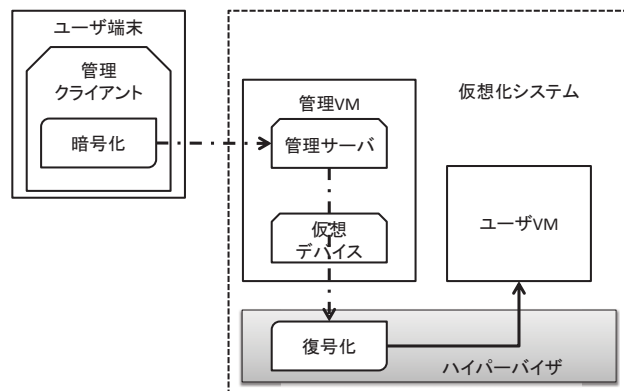 ユーザ端末
管理
クライアント
暗号化
管理VM
管理サーバ
仮想
デバイス
仮想化システム
ユーザVM
復号化
ハイパーバイザ